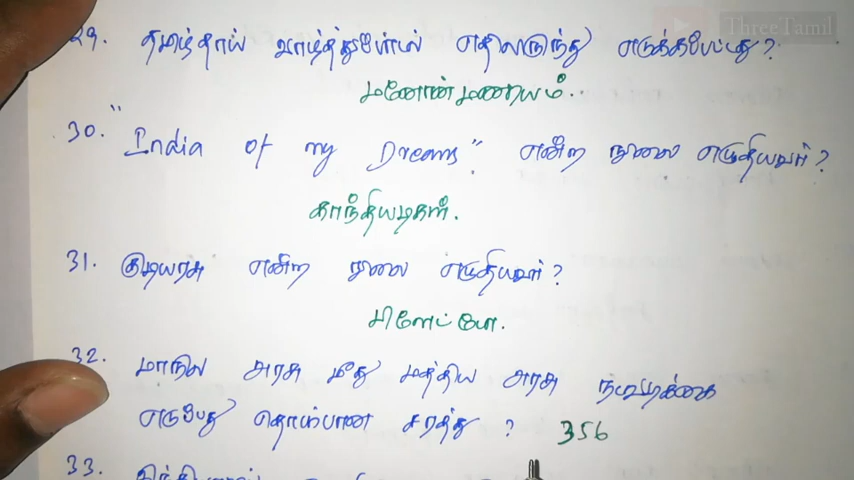 ThreeTamil
29. தமிழ்தாய் வாழ்த்துபோல் எதிலிருந்து எடுக்கப்பட்டது?
மனோன்மணியம்.
30. "India of my Dreams" என்ற நூலை எழுதியவர்?
காந்தியடிகள்.
31. குடியரசு என்ற நூலை எழுதியவர்?
பிளேட்டோ.
32. மாநில அரசு மீது மத்திய அரசு நடவடிக்கை
எடுப்பது தொடர்பான சரத்து? 356
33.